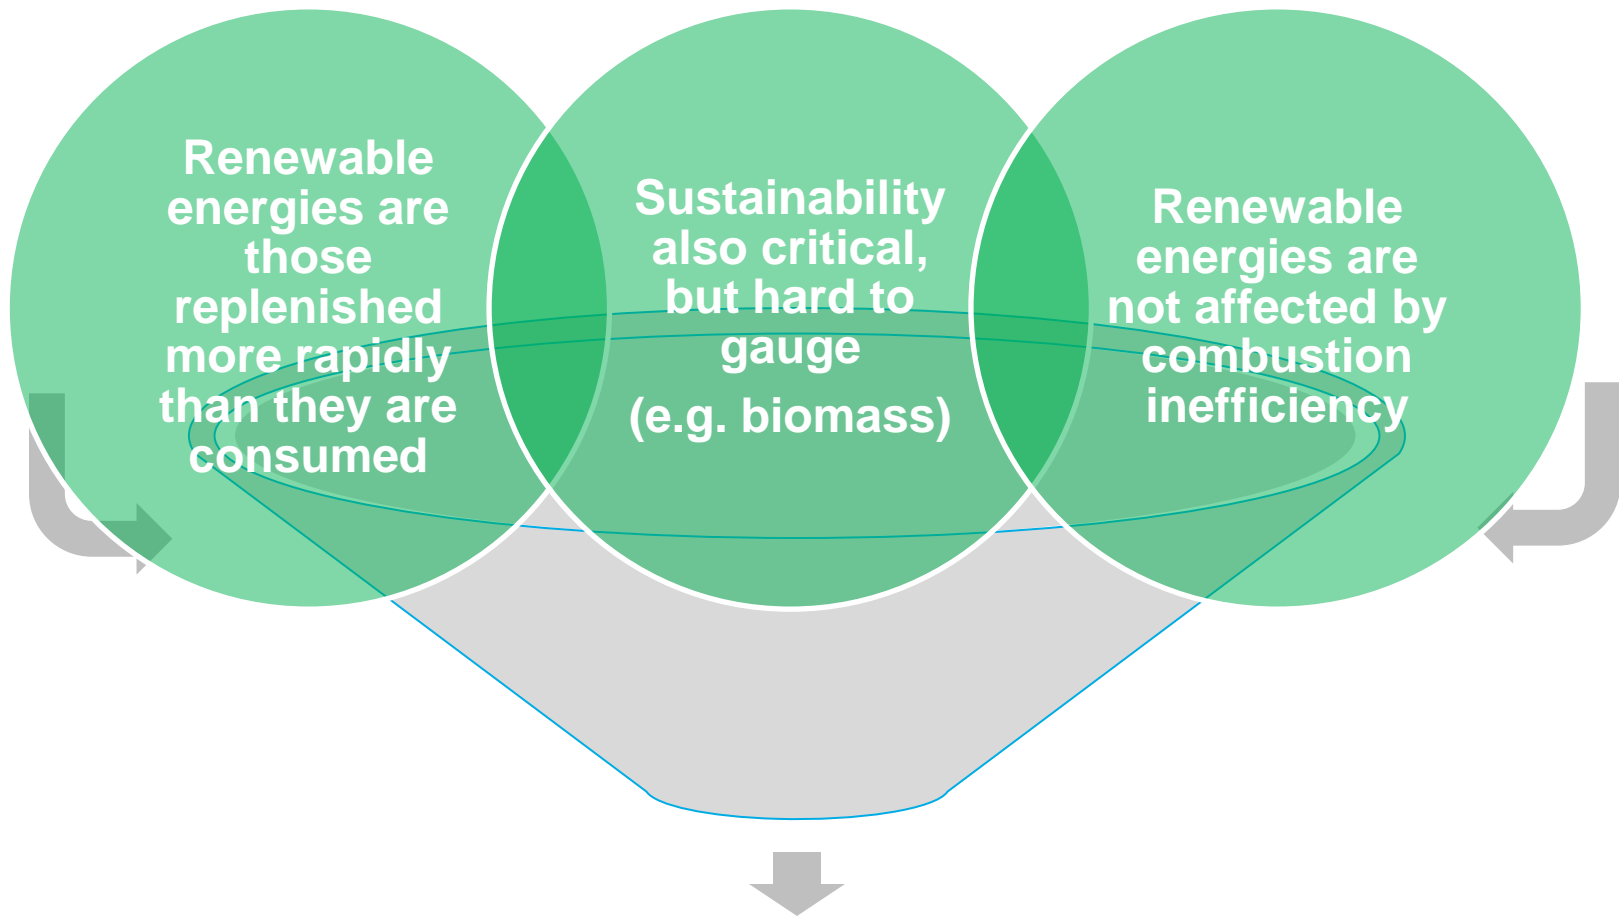 Renewable
energies are
those
replenished
more rapidly
than they are
consumed
Sustainability
also critical,
but hard to
gauge
(e.g. biomass)
Renewable
energies are
not affected by
combustion
inefficiency